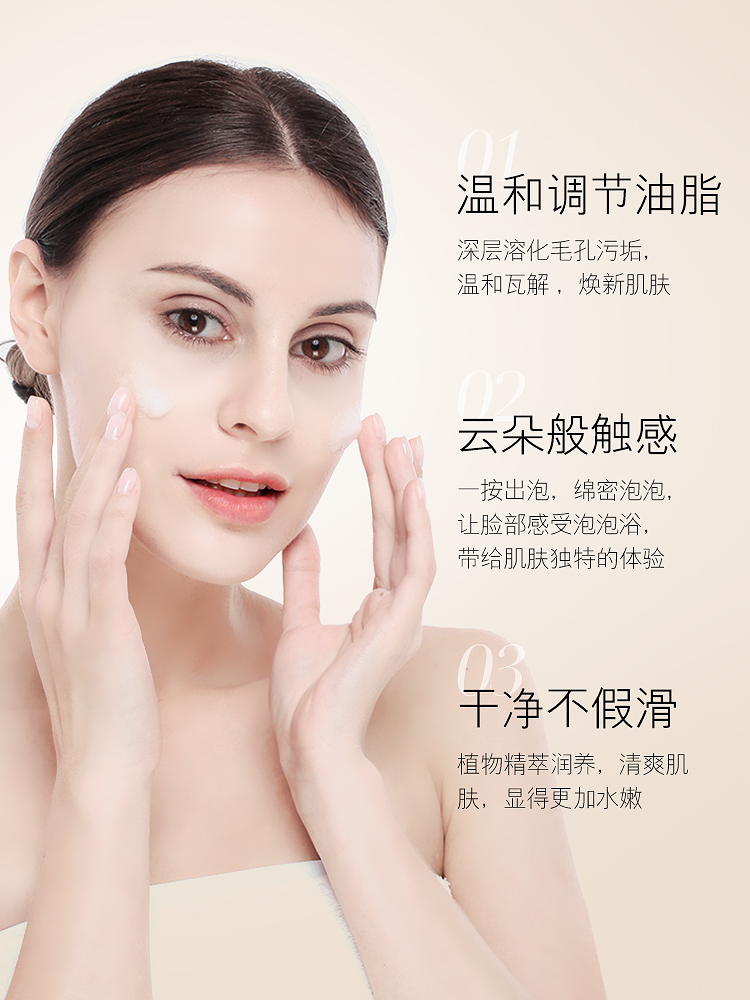 01
温和调节油脂
深层溶化毛孔污垢，
温和瓦解，焕新肌肤
02
云朵般触感
一按出泡，绵密泡泡，
让脸部感受泡泡浴，
带给肌肤独特的体验
03
干净不假滑
植物精萃润养，清爽肌
肤，显得更加水嫩